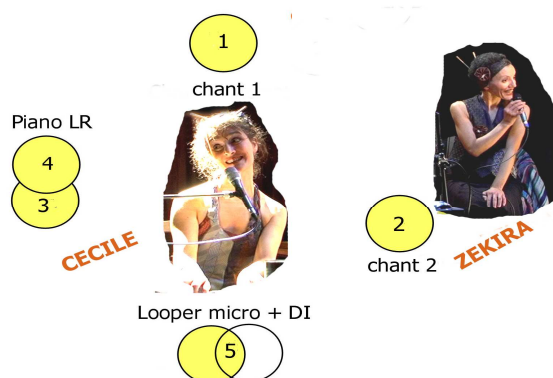 1
chant 1
Piano LR
4
3
CECILE
2
chant 2
ZEKIRA
Looper micro + DI
5